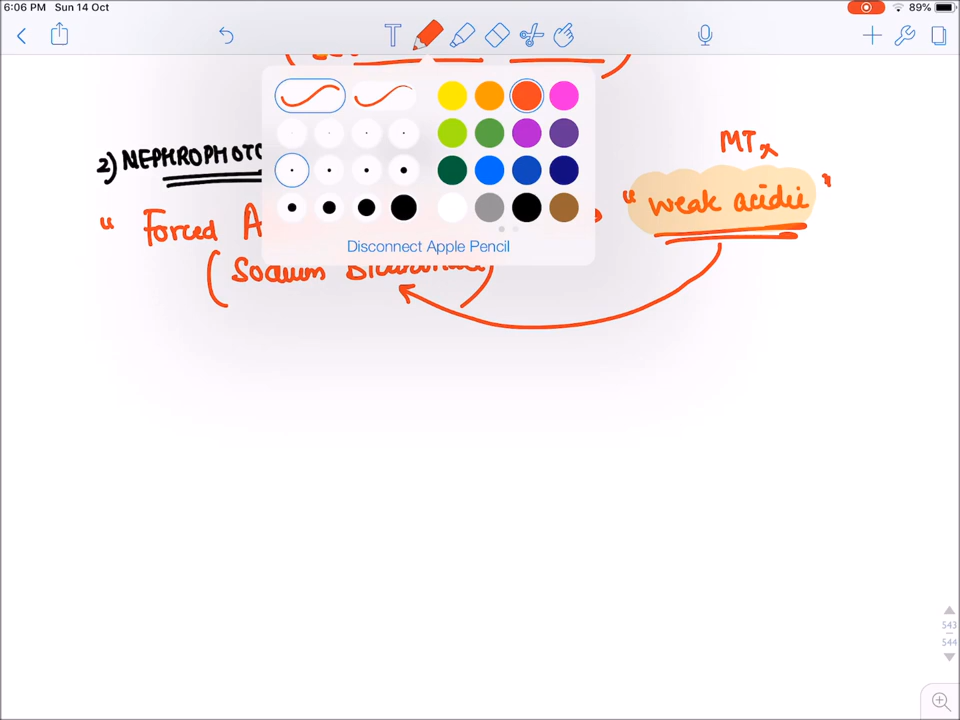 6:06 PM Sun 14 Oct 89%
T
MTx
2) NEPHROPHOTO
" weak acidic "
" Forced A
(Sodium
Disconnect Apple Pencil
543
544